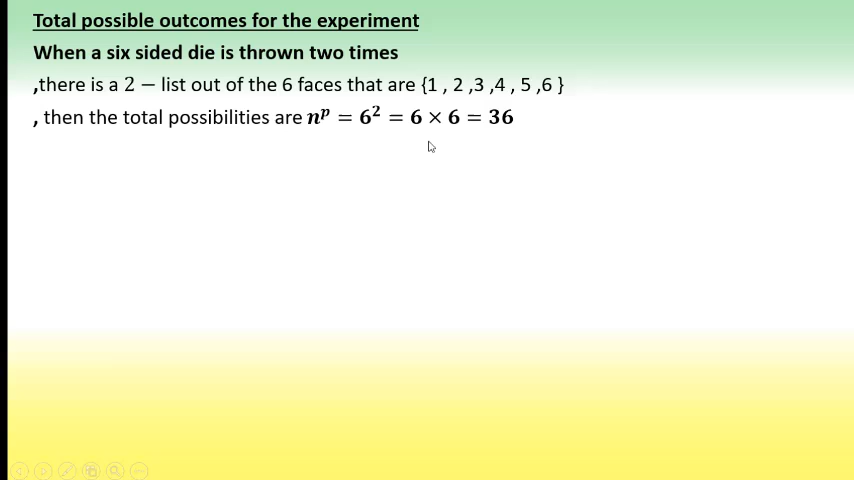 Total possible outcomes for the experiment
When a six sided die is thrown two times
,there is a 2 − list out of the 6 faces that are {1 , 2 ,3 ,4 , 5 ,6 }
, then the total possibilities are nᵖ = 6² = 6 × 6 = 36